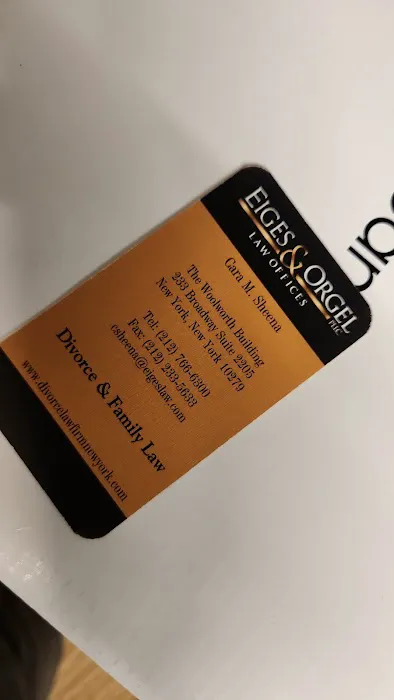 EIGES & ORGEL PLLC
LAW OFFICES
Cara M. Sheena
The Woolworth Building
233 Broadway Suite 2205
New York, New York 10279
Tel: (212) 766-6300
Fax: (212) 233-5633
csheena@eigeslaw.com
Divorce & Family Law
www.divorcelawfirmnewyork.com
ar